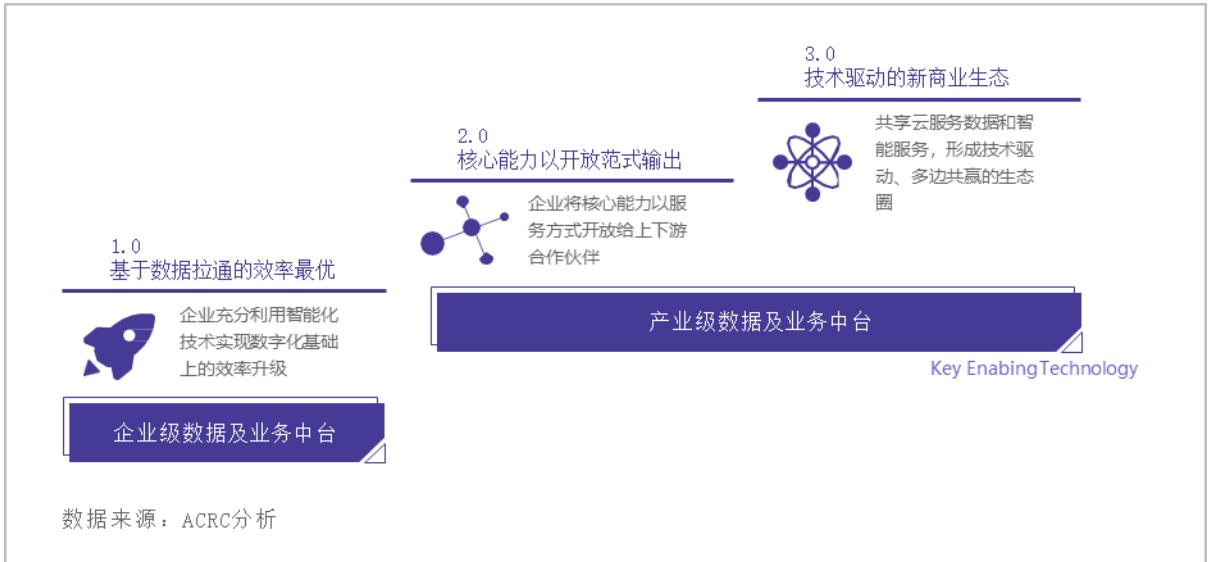 3.0
技术驱动的新商业生态
共享云服务数据和智
能服务，形成技术驱
动、多边共赢的生态
圈
2.0
核心能力以开放范式输出
企业将核心能力以服
务方式开放给上下游
合作伙伴
1.0
基于数据拉通的效率最优
企业充分利用智能化
技术实现数字化基础
上的效率升级
产业级数据及业务中台
Key EnabingTechnology
企业级数据及业务中台
数据来源：ACRC分析